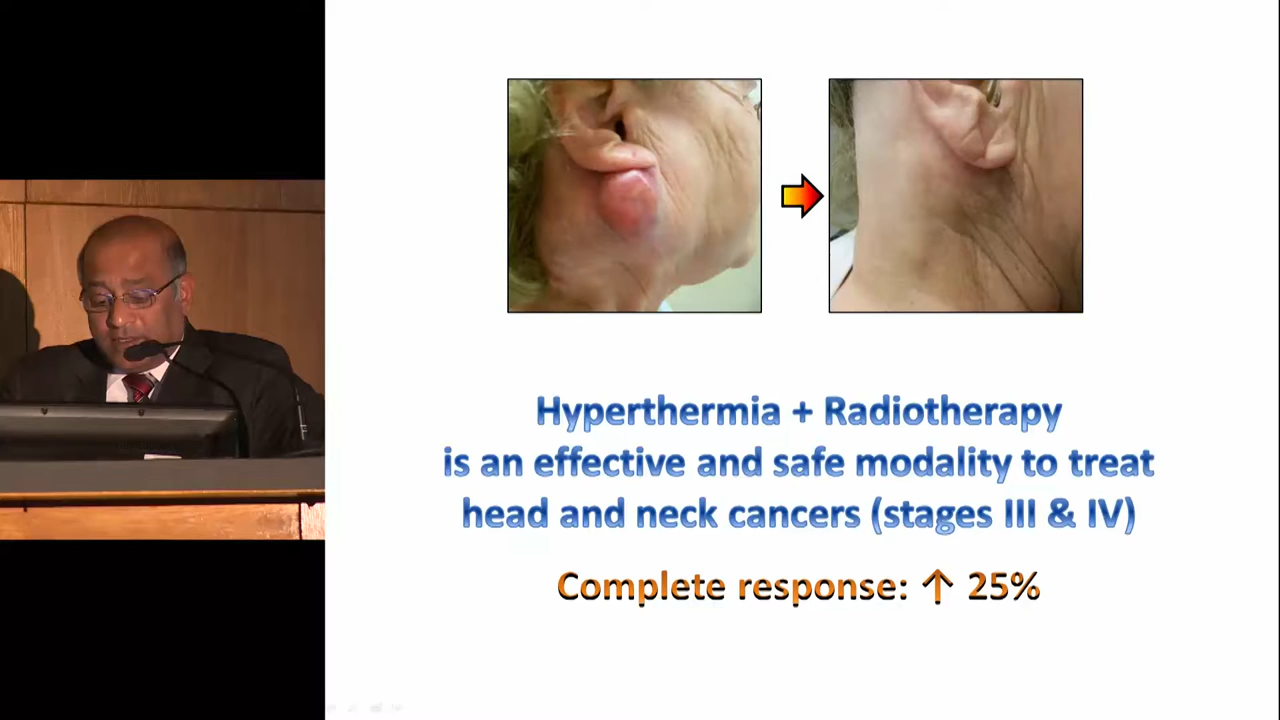 Hyperthermia + Radiotherapy
is an effective and safe modality to treat
head and neck cancers (stages III & IV)
Complete response: ↑ 25%